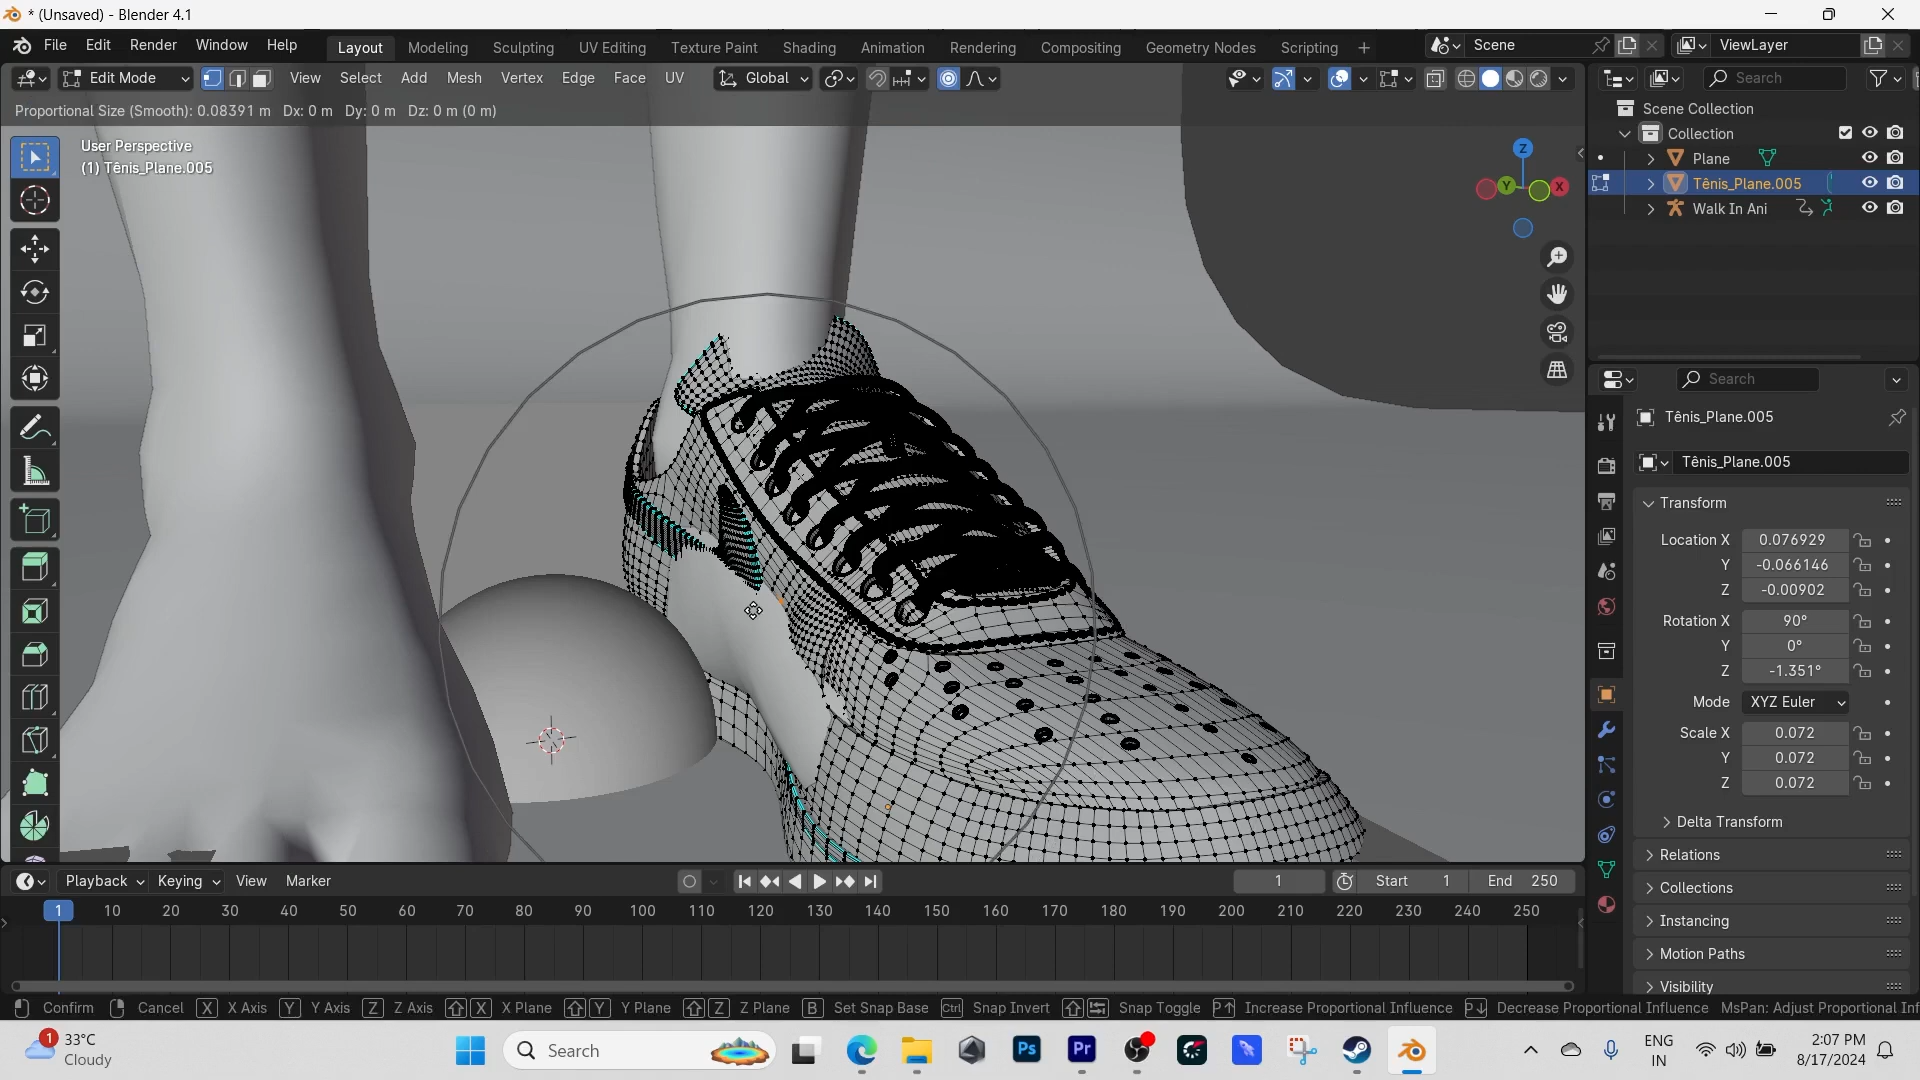 * (Unsaved) - Blender 4.1
File Edit Render Window Help
Layout Modeling Sculpting UV Editing Texture Paint Shading Animation Rendering Compositing Geometry Nodes Scripting +
Scene
ViewLayer
Edit Mode
View Select Add Mesh Vertex Edge Face UV
Global
Search
Proportional Size (Smooth): 0.08391 m Dx: 0 m Dy: 0 m Dz: 0 m (0 m)
User Perspective
(1) Tênis_Plane.005
Z
Y
X
Scene Collection
Collection
Plane
Tênis_Plane.005
Walk In Ani
Search
Tênis_Plane.005
Tênis_Plane.005
Transform
Location X 0.076929
Y -0.066146
Z -0.00902
Rotation X 90°
Y 0°
Z -1.351°
Mode XYZ Euler
Scale X 0.072
Y 0.072
Z 0.072
Delta Transform
Relations
Collections
Instancing
Motion Paths
Visibility
Playback Keying View Marker
1
Start 1
End 250
1 10 20 30 40 50 60 70 80 90 100 110 120 130 140 150 160 170 180 190 200 210 220 230 240 250
Confirm Cancel X X Axis Y Y Axis Z Z Axis X X Plane Y Y Plane Z Z Plane B Set Snap Base Ctrl Snap Invert Snap Toggle P↑ Increase Proportional Influence P↓ Decrease Proportional Influence MsPan: Adjust Proportional Inf
1
33°C
Cloudy
Search
Ps
Pr
ENG
IN
2:07 PM
8/17/2024